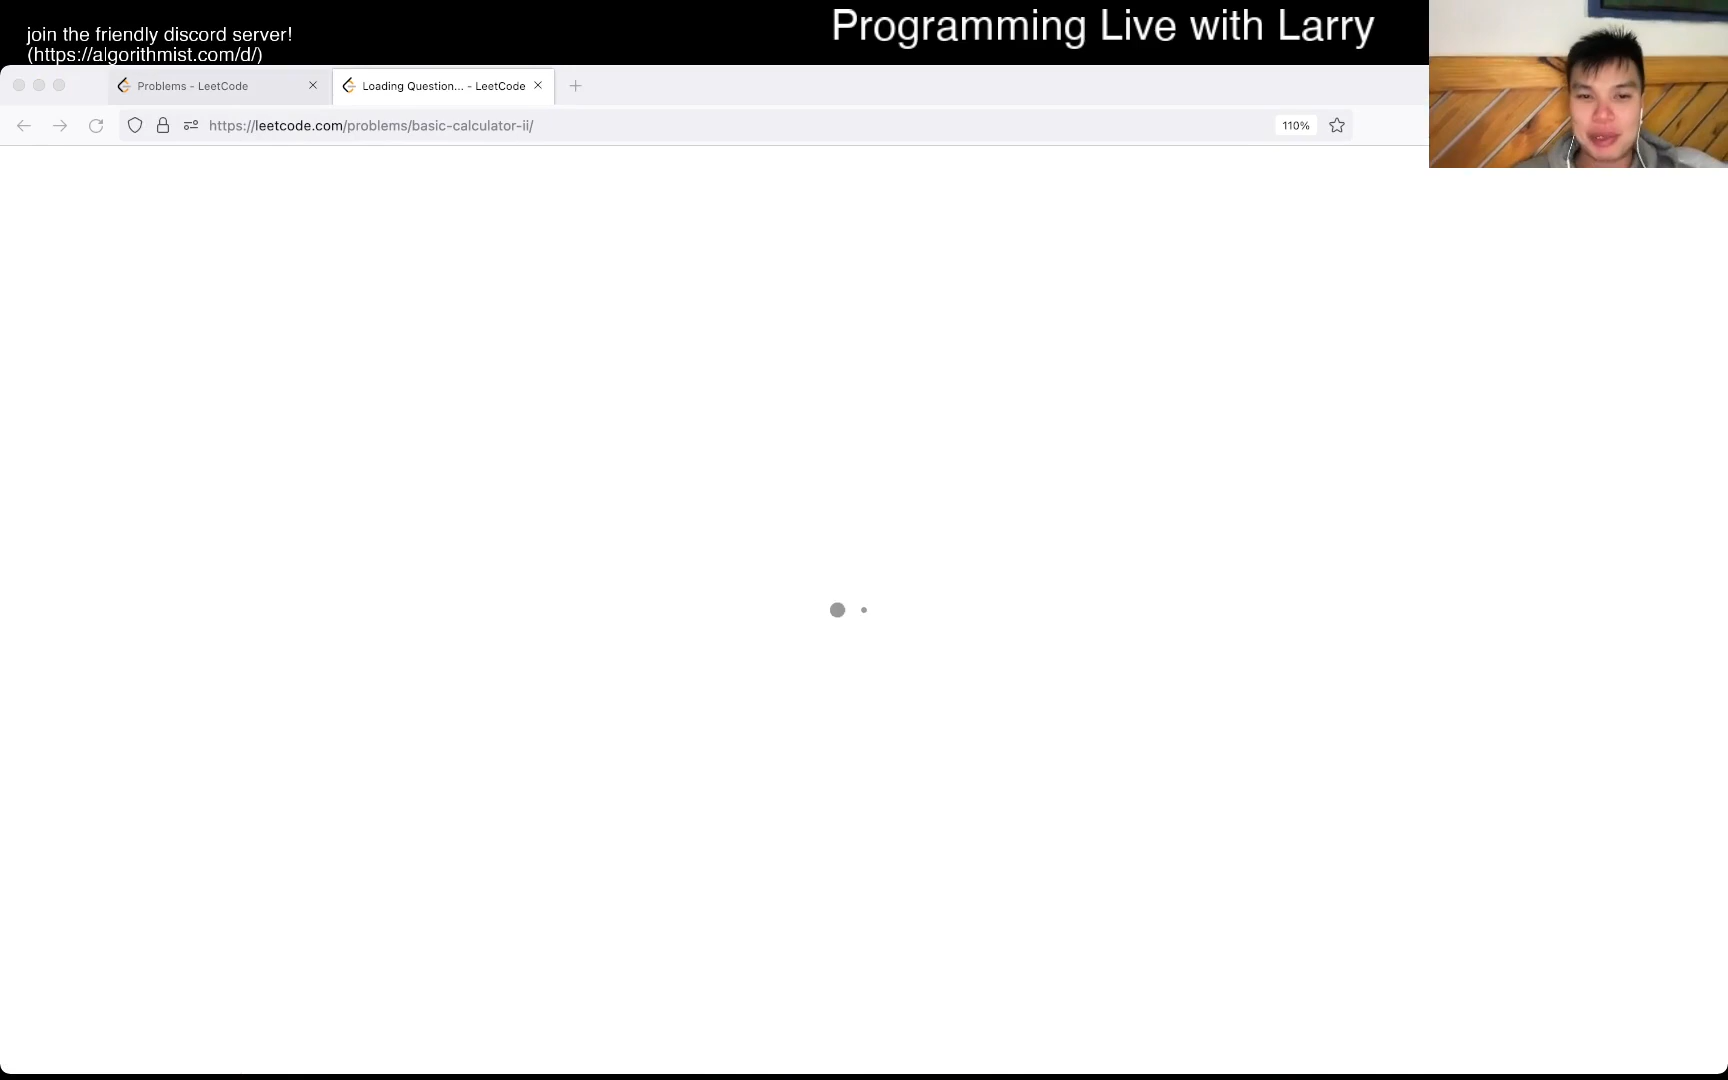 Programming Live with Larry
join the friendly discord server!
(https://algorithmist.com/d/)
Problems - LeetCode
Loading Question... - LeetCode
https://leetcode.com/problems/basic-calculator-ii/
110%